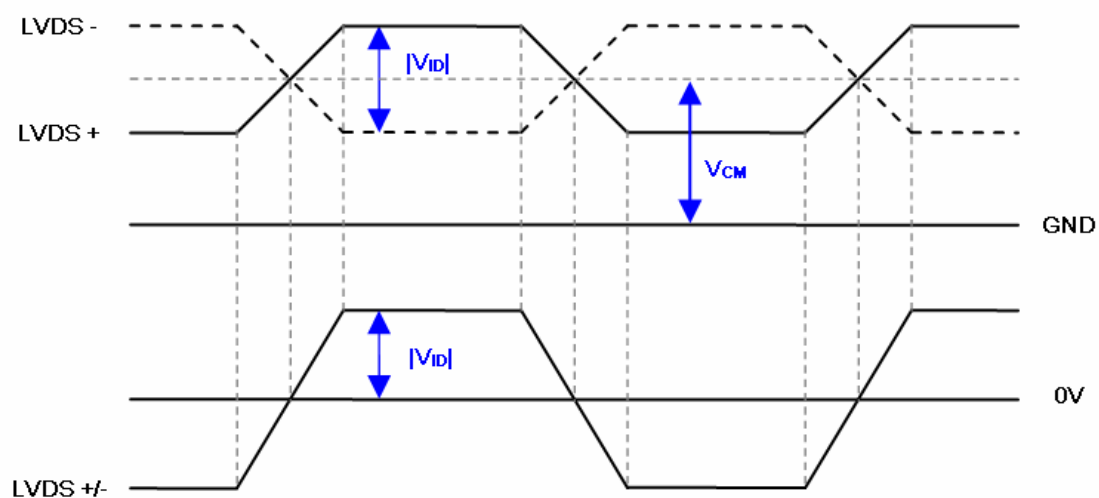 LVDS -
|VID|
LVDS +
VCM
GND
|VID|
0V
LVDS +/-